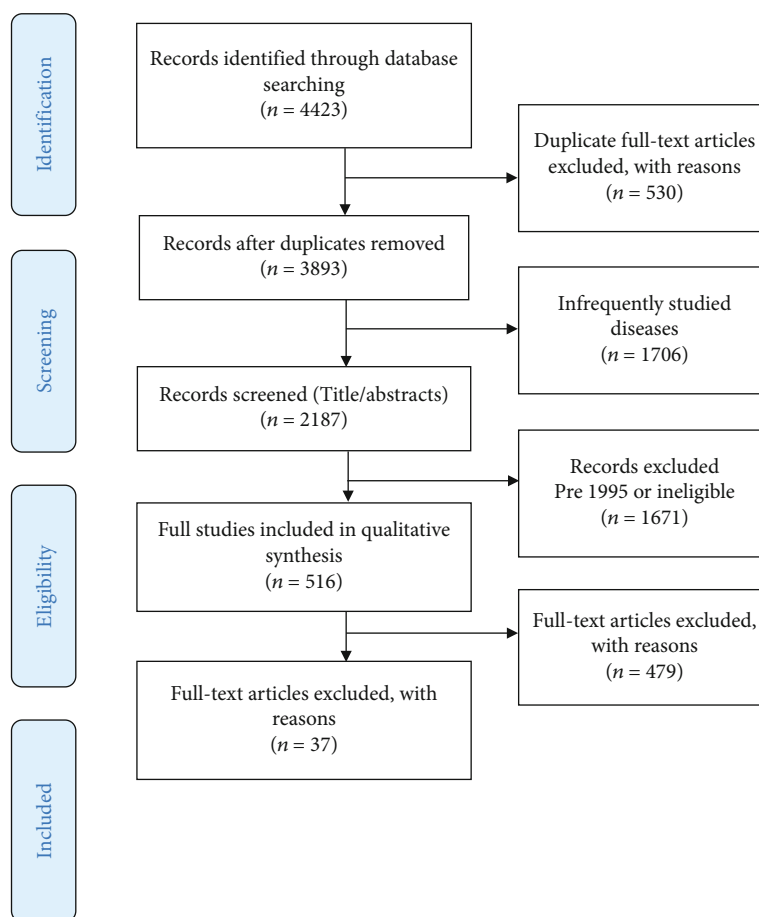 Identification
Records identified through database
searching
(n = 4423)
Duplicate full-text articles
excluded, with reasons
(n = 530)
Records after duplicates removed
(n = 3893)
Screening
Infrequently studied
diseases
(n = 1706)
Records screened (Title/abstracts)
(n = 2187)
Records excluded
Pre 1995 or ineligible
(n = 1671)
Eligibility
Full studies included in qualitative
synthesis
(n = 516)
Full-text articles excluded,
with reasons
(n = 479)
Full-text articles excluded, with
reasons
(n = 37)
Included